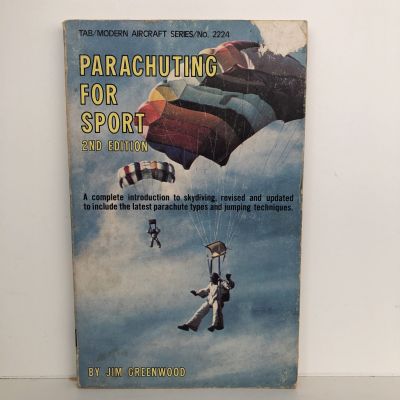 TAB/MODERN AIRCRAFT SERIES/No. 2224
PARACHUTING
FOR
SPORT
2ND EDITION
A complete introduction to skydiving, revised and updated
to include the latest parachute types and jumping techniques.
BY JIM GREENWOOD